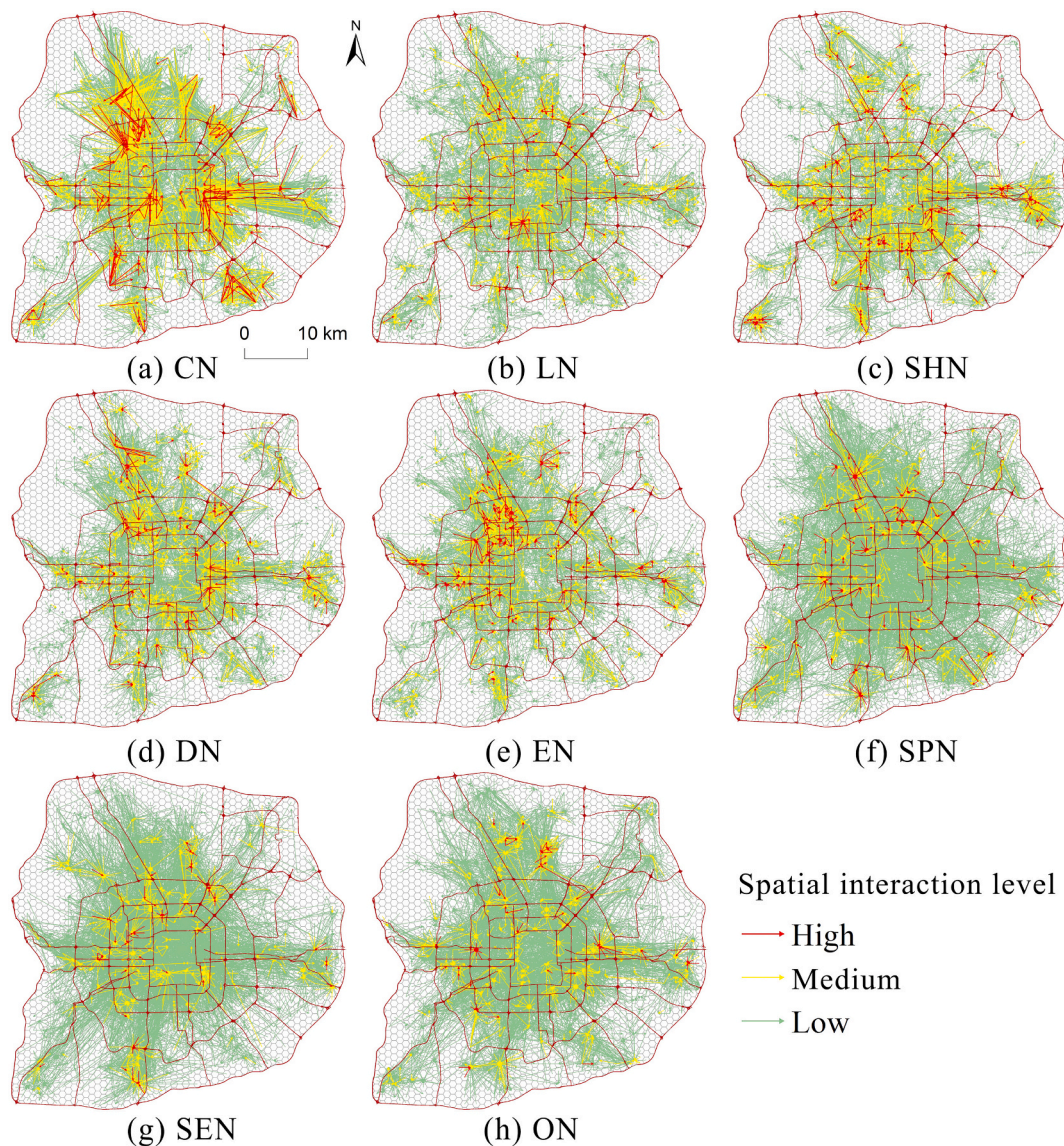 N
0 10 km
(a) CN
(b) LN
(c) SHN
(d) DN
(e) EN
(f) SPN
Spatial interaction level
High
Medium
Low
(g) SEN
(h) ON